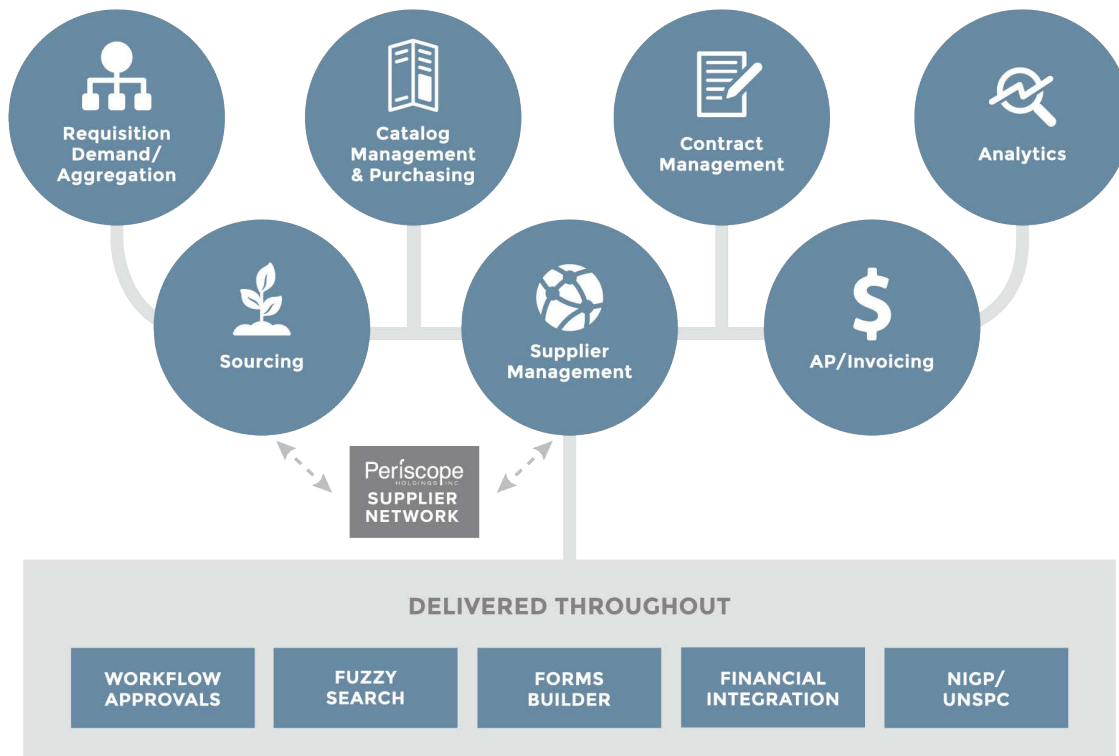 Requisition
Demand/
Aggregation
Catalog
Management
& Purchasing
Contract
Management
Analytics
Sourcing
Supplier
Management
AP/Invoicing
$
Períscope
HOLDINGS INC
SUPPLIER
NETWORK
DELIVERED THROUGHOUT
WORKFLOW
APPROVALS
FUZZY
SEARCH
FORMS
BUILDER
FINANCIAL
INTEGRATION
NIGP/
UNSPC